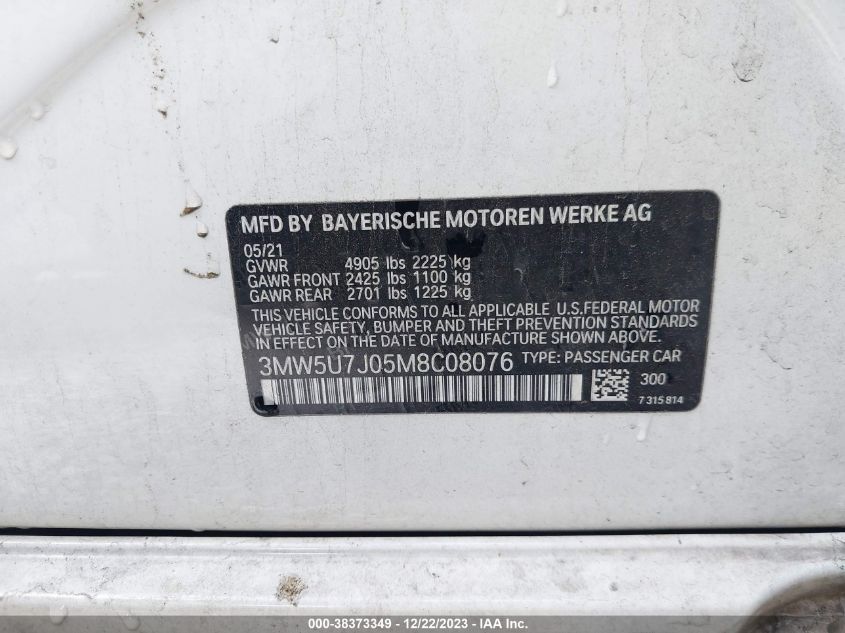 MFD BY BAYERISCHE MOTOREN WERKE AG
05/21
GVWR 4905 lbs 2225 kg
GAWR FRONT 2425 lbs 1100 kg
GAWR REAR 2701 lbs 1225 kg
THIS VEHICLE CONFORMS TO ALL APPLICABLE U.S.FEDERAL MOTOR
VEHICLE SAFETY, BUMPER AND THEFT PREVENTION STANDARDS
IN EFFECT ON THE DATE OF MANUFACTURE SHOWN ABOVE.
3MW5U7J05M8C08076 TYPE: PASSENGER CAR
300
7 315 814
000-38373349 - 12/22/2023 - IAA Inc.